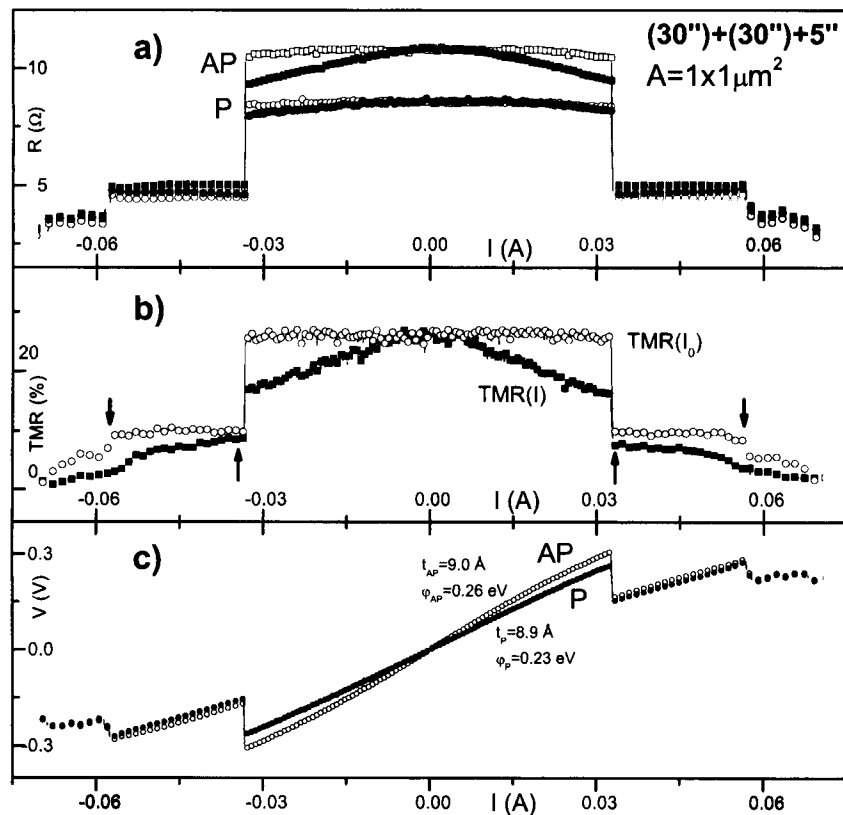 a)
(30")+(30")+5"
A=1x1μm²
AP
P
R (Ω)
10
5
-0.06
-0.03
0.00
I (A)
0.03
0.06
b)
TMR(I₀)
TMR(I)
TMR (%)
20
0
-0.06
-0.03
0.00
I (A)
0.03
0.06
c)
AP
P
t_AP=9.0 Å
φ_AP=0.26 eV
t_P=8.9 Å
φ_P=0.23 eV
V (V)
0.3
0.0
-0.3
-0.06
-0.03
0.00
I (A)
0.03
0.06